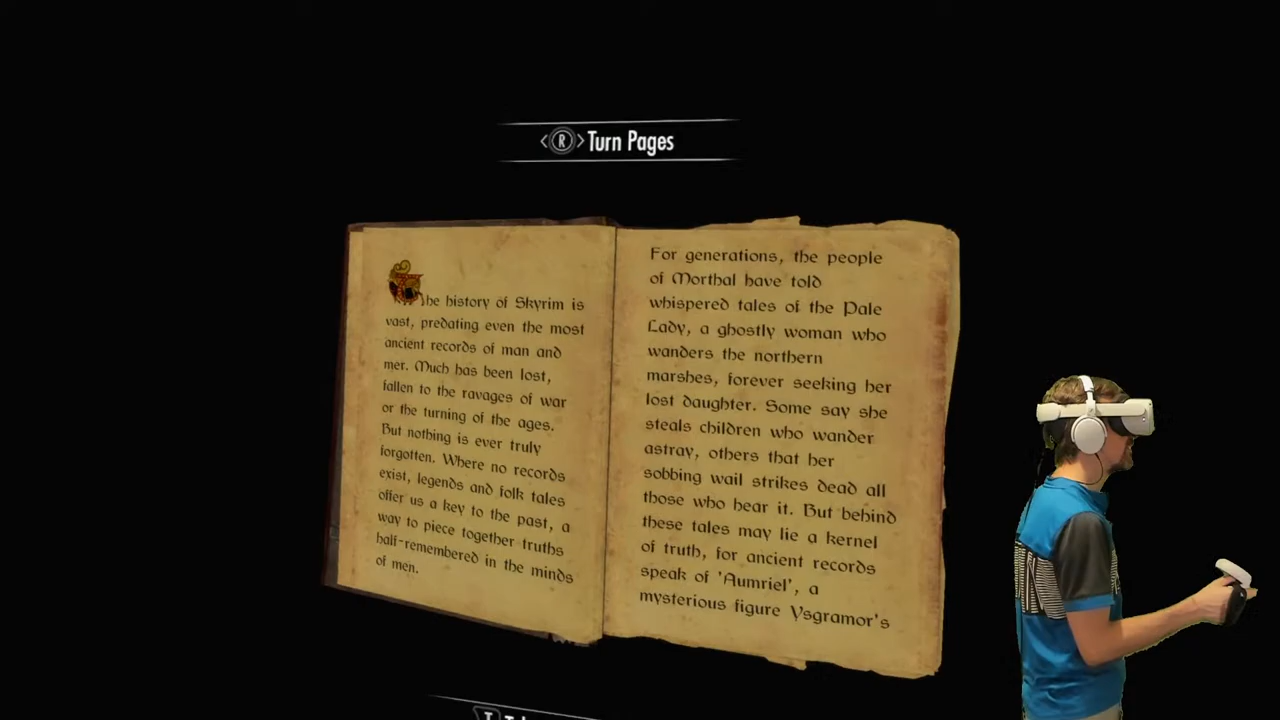 R Turn Pages
The history of Skyrim is
vast, predating even the most
ancient records of man and
mer. Much has been lost,
fallen to the ravages of war
or the turning of the ages.
But nothing is ever truly
forgotten. Where no records
exist, legends and folk tales
offer us a key to the past, a
way to piece together truths
half-remembered in the minds
of men.
For generations, the people
of Morthal have told
whispered tales of the Pale
Lady, a ghostly woman who
wanders the northern
marshes, forever seeking her
lost daughter. Some say she
steals children who wander
astray, others that her
sobbing wail strikes dead all
those who hear it. But behind
these tales may lie a kernel
of truth, for ancient records
speak of 'Aumriel', a
mysterious figure Ysgramor's